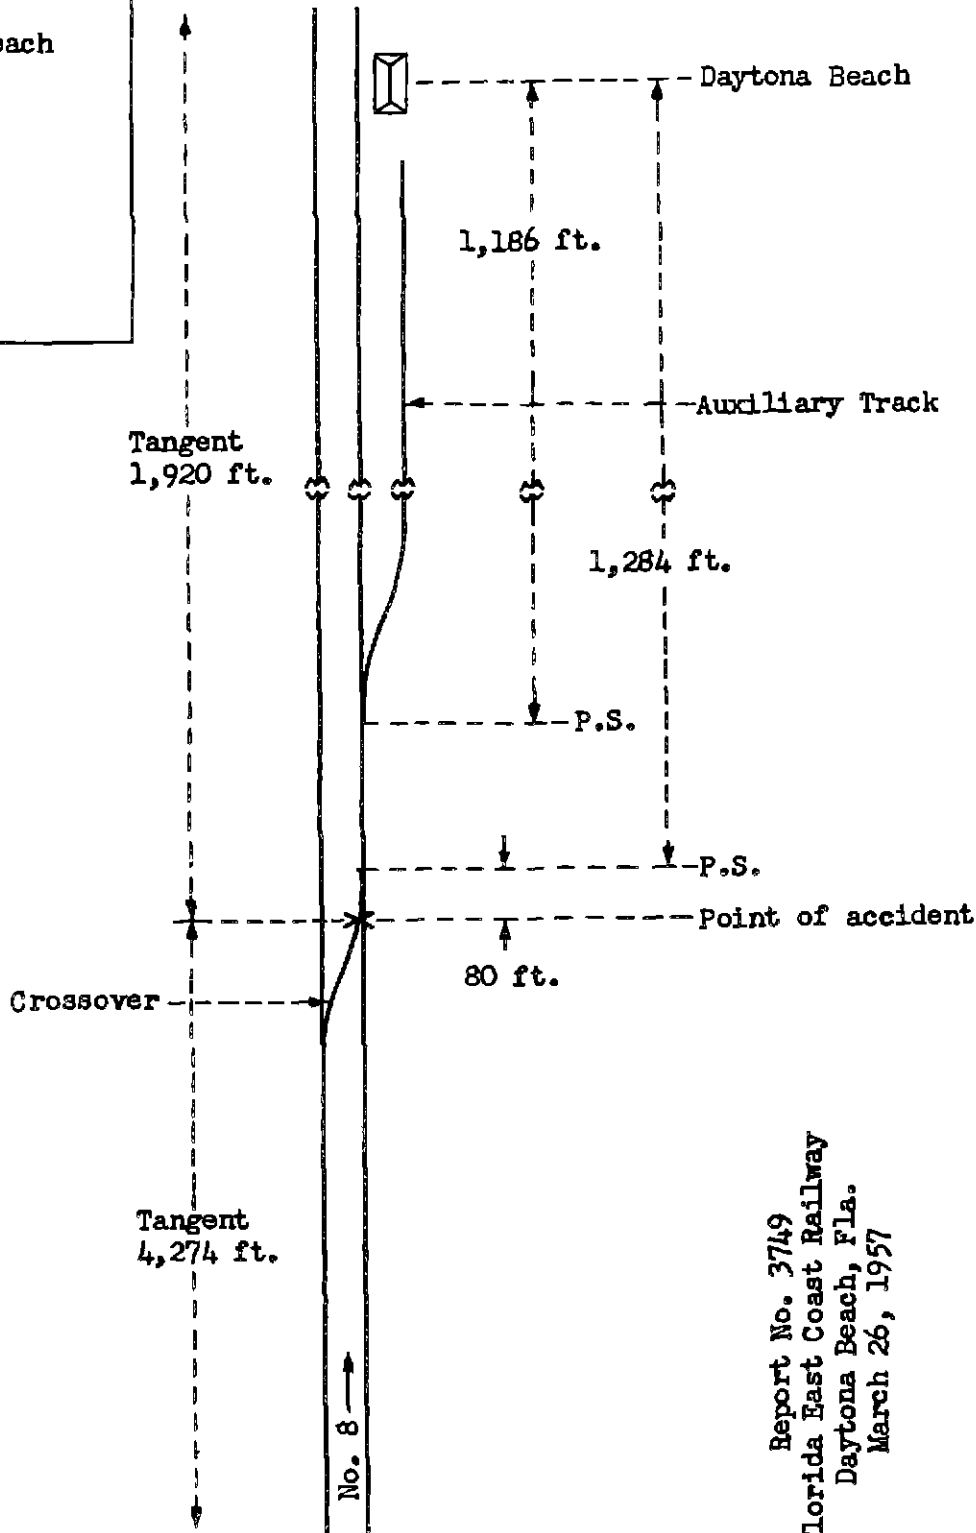 Daytona Beach
1,186 ft.
Auxiliary Track
Tangent
1,920 ft.
1,284 ft.
P.S.
P.S.
Point of accident
80 ft.
Crossover
Tangent
4,274 ft.
No. 8
Report No. 3749
East Coast Railway
Daytona Beach, Fla.
March 26, 1957